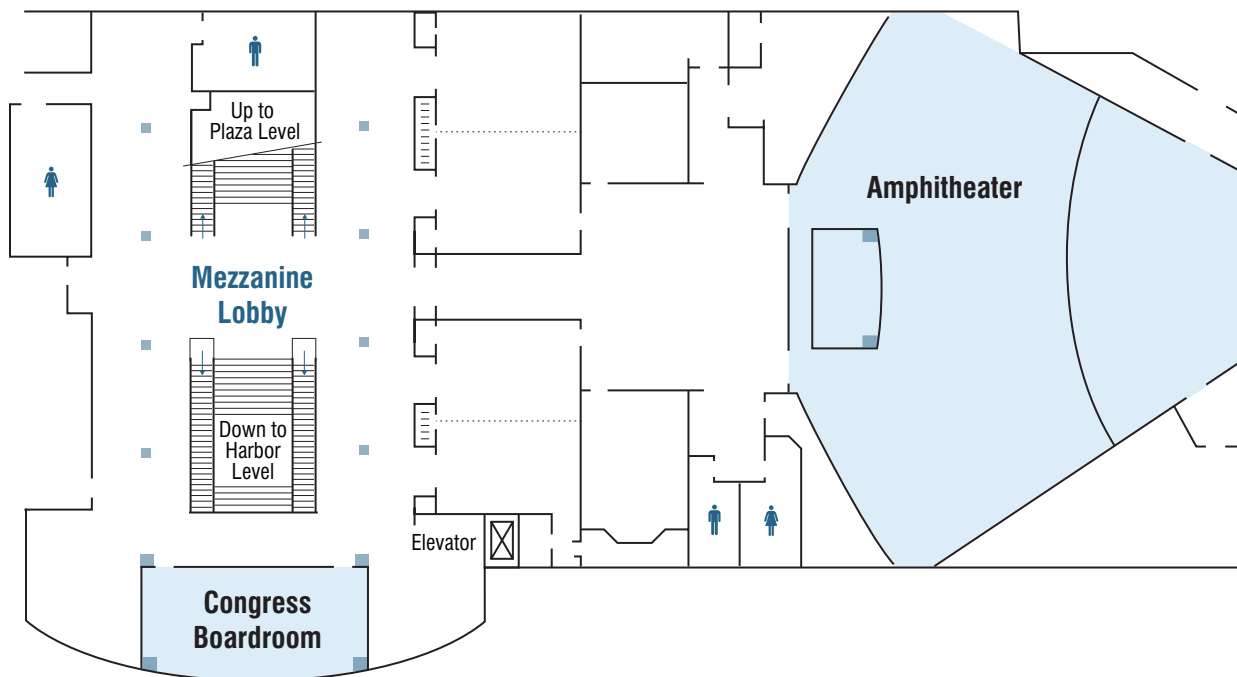 Up to
Plaza Level
Amphitheater
Mezzanine
Lobby
Down to
Harbor
Level
Elevator
Congress
Boardroom